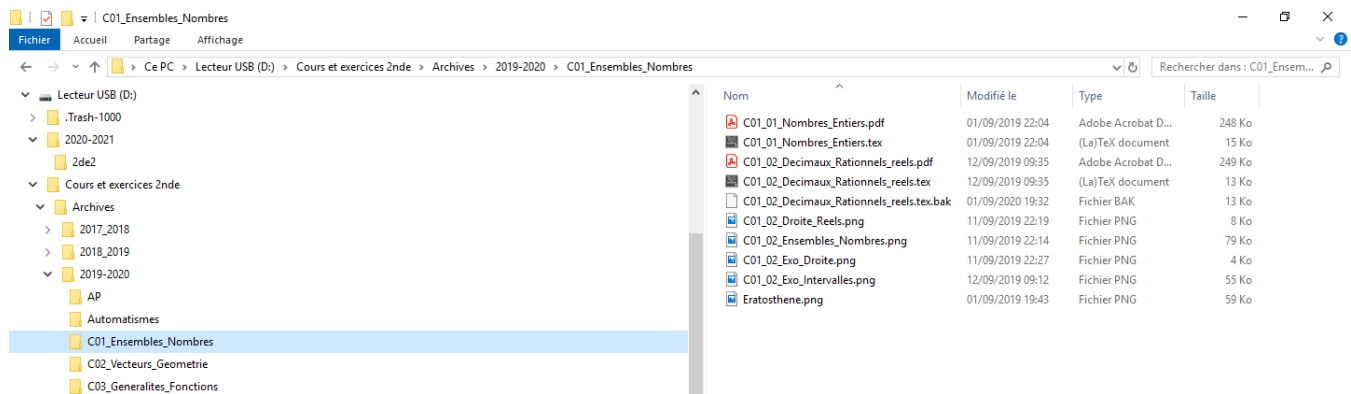 C01_Ensembles_Nombres
Fichier Accueil Partage Affichage
Ce PC > Lecteur USB (D:) > Cours et exercices 2nde > Archives > 2019-2020 > C01_Ensembles_Nombres
Rechercher dans : C01_Ensem...
Lecteur USB (D:)
.Trash-1000
2020-2021
2de2
Cours et exercices 2nde
Archives
2017_2018
2018_2019
2019-2020
AP
Automatismes
C01_Ensembles_Nombres
C02_Vecteurs_Geometrie
C03_Generalites_Fonctions
Nom Modifié le Type Taille
C01_01_Nombres_Entiers.pdf 01/09/2019 22:04 Adobe Acrobat D... 248 Ko
C01_01_Nombres_Entiers.tex 01/09/2019 22:04 (La)TeX document 15 Ko
C01_02_Decimaux_Rationnels_reels.pdf 12/09/2019 09:35 Adobe Acrobat D... 249 Ko
C01_02_Decimaux_Rationnels_reels.tex 12/09/2019 09:35 (La)TeX document 13 Ko
C01_02_Decimaux_Rationnels_reels.tex.bak 01/09/2020 19:32 Fichier BAK 13 Ko
C01_02_Droite_Reels.png 11/09/2019 22:19 Fichier PNG 8 Ko
C01_02_Ensembles_Nombres.png 11/09/2019 22:14 Fichier PNG 79 Ko
C01_02_Exo_Droite.png 11/09/2019 22:27 Fichier PNG 4 Ko
C01_02_Exo_Intervalles.png 12/09/2019 09:12 Fichier PNG 55 Ko
Eratosthene.png 01/09/2019 19:43 Fichier PNG 59 Ko